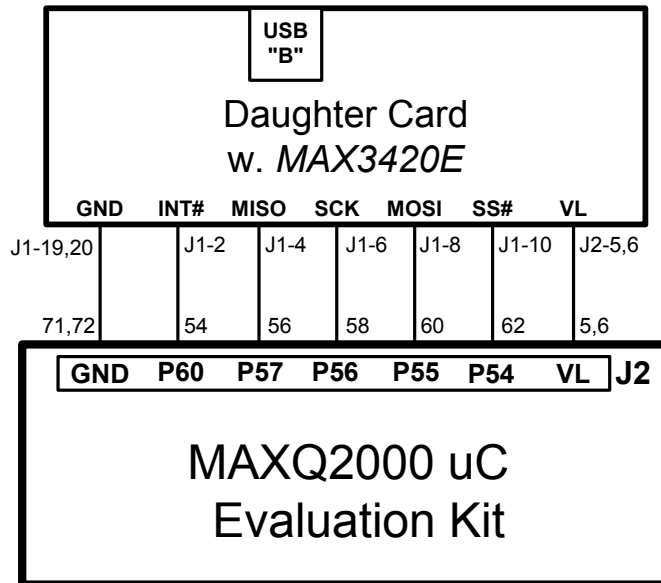 USB
"B"
Daughter Card
w. MAX3420E
GND INT# MISO SCK MOSI SS# VL
J1-19,20 J1-2 J1-4 J1-6 J1-8 J1-10 J2-5,6
71,72 54 56 58 60 62 5,6
GND P60 P57 P56 P55 P54 VL J2
MAXQ2000 uC
Evaluation Kit